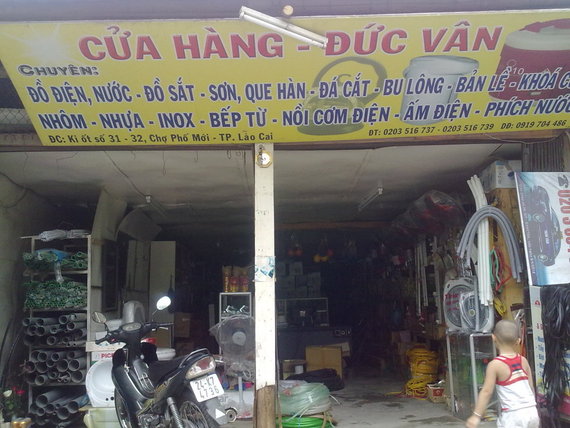 CỬA HÀNG - ĐỨC VÂN
CHUYÊN:
ĐỒ ĐIỆN, NƯỚC - ĐỒ SẮT - SƠN, QUE HÀN - ĐÁ CẮT - BU LÔNG - BẢN LỀ - KHOÁ C
NHÔM - NHỰA - INOX - BẾP TỪ - NỒI CƠM ĐIỆN - ẤM ĐIỆN - PHÍCH NƯỚC
ĐC: Ki ốt số 31 - 32, Chợ Phố Mới - TP. Lào Cai
ĐT: 0203 516 737 - 0203 516 739 DĐ: 0919 704 486